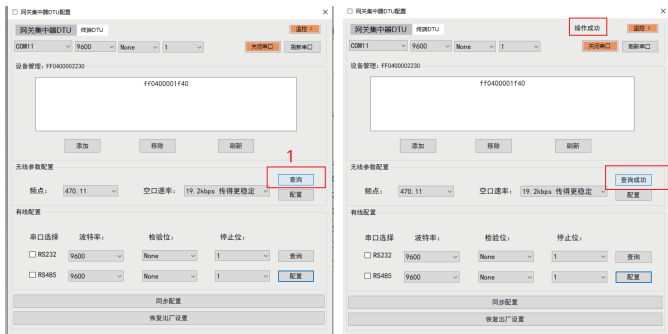 网关集中器DTU配置
网关集中器DTU 终端DTU 监控 >
COM11 9600 None 1 关闭串口 刷新串口
设备管理：FF0400002230
ff0400001f40
添加 移除 刷新
1
无线参数配置
查询
频点： 470.11 空口速率： 19.2kbps 传得更稳定
配置
有线配置
串口选择 波特率： 检验位： 停止位：
RS232 9600 None 1 查询
RS485 9600 None 1 配置
同步配置
恢复出厂设置
网关集中器DTU配置
网关集中器DTU 终端DTU 操作成功 监控 >
COM11 9600 None 1 关闭串口 刷新串口
设备管理：FF0400002230
ff0400001f40
添加 移除 刷新
无线参数配置
查询成功
频点： 470.11 空口速率： 19.2kbps 传得更稳定
配置
有线配置
串口选择 波特率： 检验位： 停止位：
RS232 9600 None 1 查询
RS485 9600 None 1 配置
同步配置
恢复出厂设置